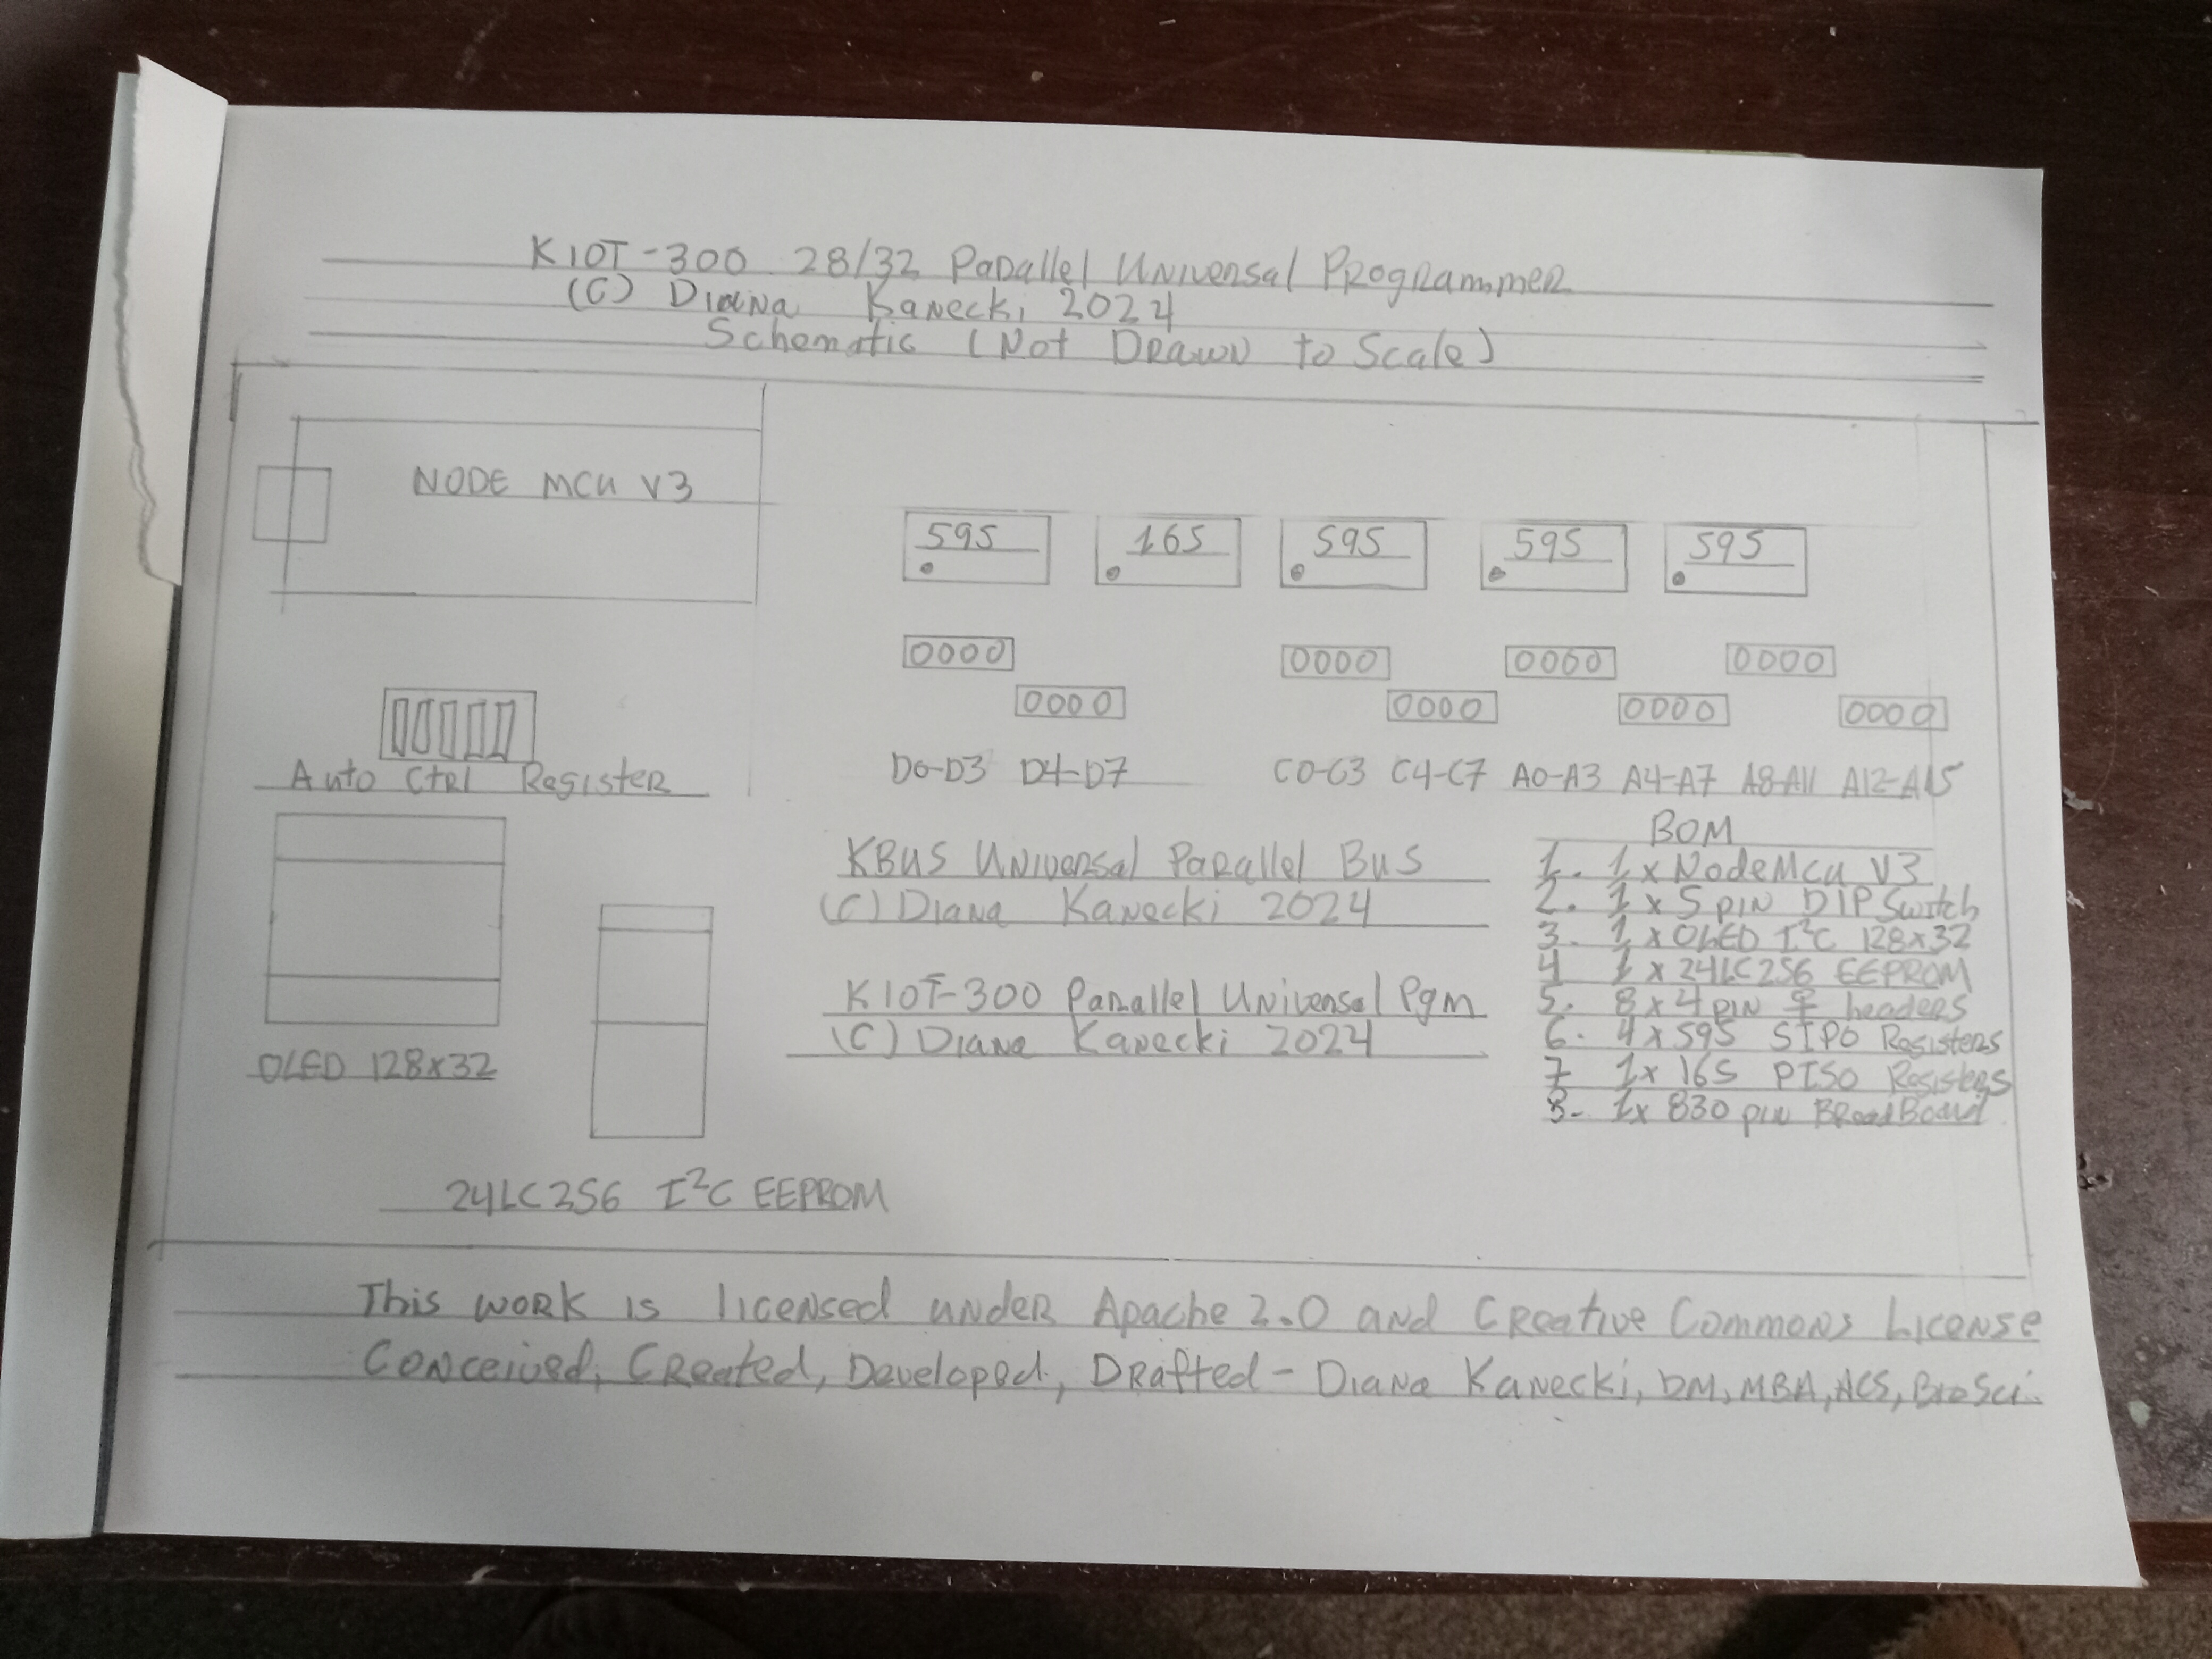 KIOT-300 28/32 Parallel Universal Programmer
(C) Diana Kanecki 2024
Schematic (Not Drawn to Scale)
NODE MCU V3
595 165 595 595 595
0000 0000 0000 0000
0000 0000 0000 0000
Auto Ctrl Register
D0-D3 D4-D7 C0-C3 C4-C7 A0-A3 A4-A7 A8-A11 A12-A15
OLED 128x32
24LC256 I²C EEPROM
KBUS Universal Parallel Bus
(C) Diana Kanecki 2024
KIOT-300 Parallel Universal Pgm
(C) Diana Kanecki 2024
BOM
1. 1x NodeMcu V3
2. 1 x 5 pin DIP Switch
3. 1 x OLED I²C 128x32
4 1 x 24LC256 EEPROM
5. 8 x 4 pin ♀ headers
6. 4 x 595 SIPO Registers
7 1x 165 PISO Registers
8- 1x 830 pin BreadBoard
This work is licensed under Apache 2.0 and Creative Commons License
Conceived, Created, Developed, Drafted - Diana Kanecki, DM, MBA, ACS, BioSci.